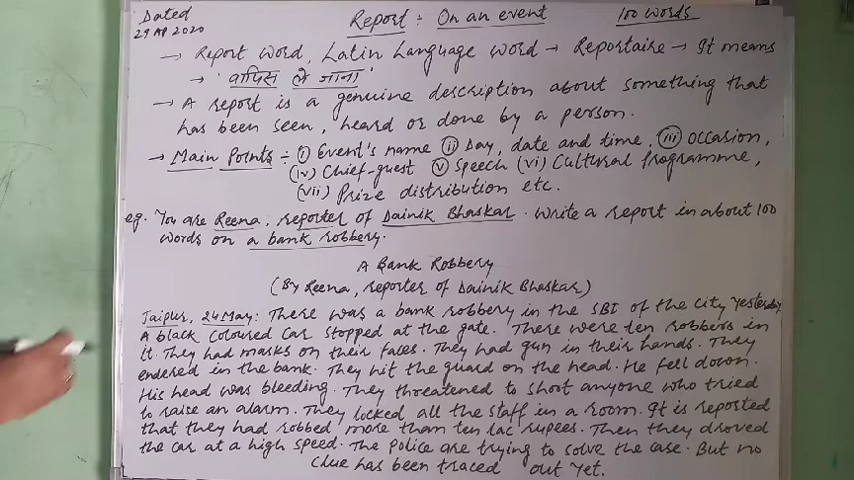 Dated
29 AP 2020
Report ÷ On an event 100 words
→ Report word, Latin Language word → Reportaire → It means
→ 'वापिस ले जाना'
→ A report is a genuine description about something that
has been seen, heard or done by a person.
→ Main Points ÷ (i) Event's name (ii) Day, date and time, (iii) Occasion,
(iv) Chief-guest (v) Speech (vi) Cultural Programme,
(vii) Prize distribution etc.
eg. You are Reena, reporter of Dainik Bhaskar. Write a report in about 100
words on a bank robbery.
A Bank Robbery
(By Reena, reporter of Dainik Bhaskar)
Jaipur, 24 May: There was a bank robbery in the SBI of the city yesterday.
A black coloured car stopped at the gate. There were ten robbers in
it. They had masks on their faces. They had gun in their hands. They
endered in the bank. They hit the guard on the head. He fell down.
His head was bleeding. They threatened to shoot anyone who tried
to raise an alarm. They locked all the staff in a room. It is reported
that they had robbed more than ten lac rupees. Then they droved
the car at a high speed. The police are trying to solve the case. But no
clue has been traced out yet.